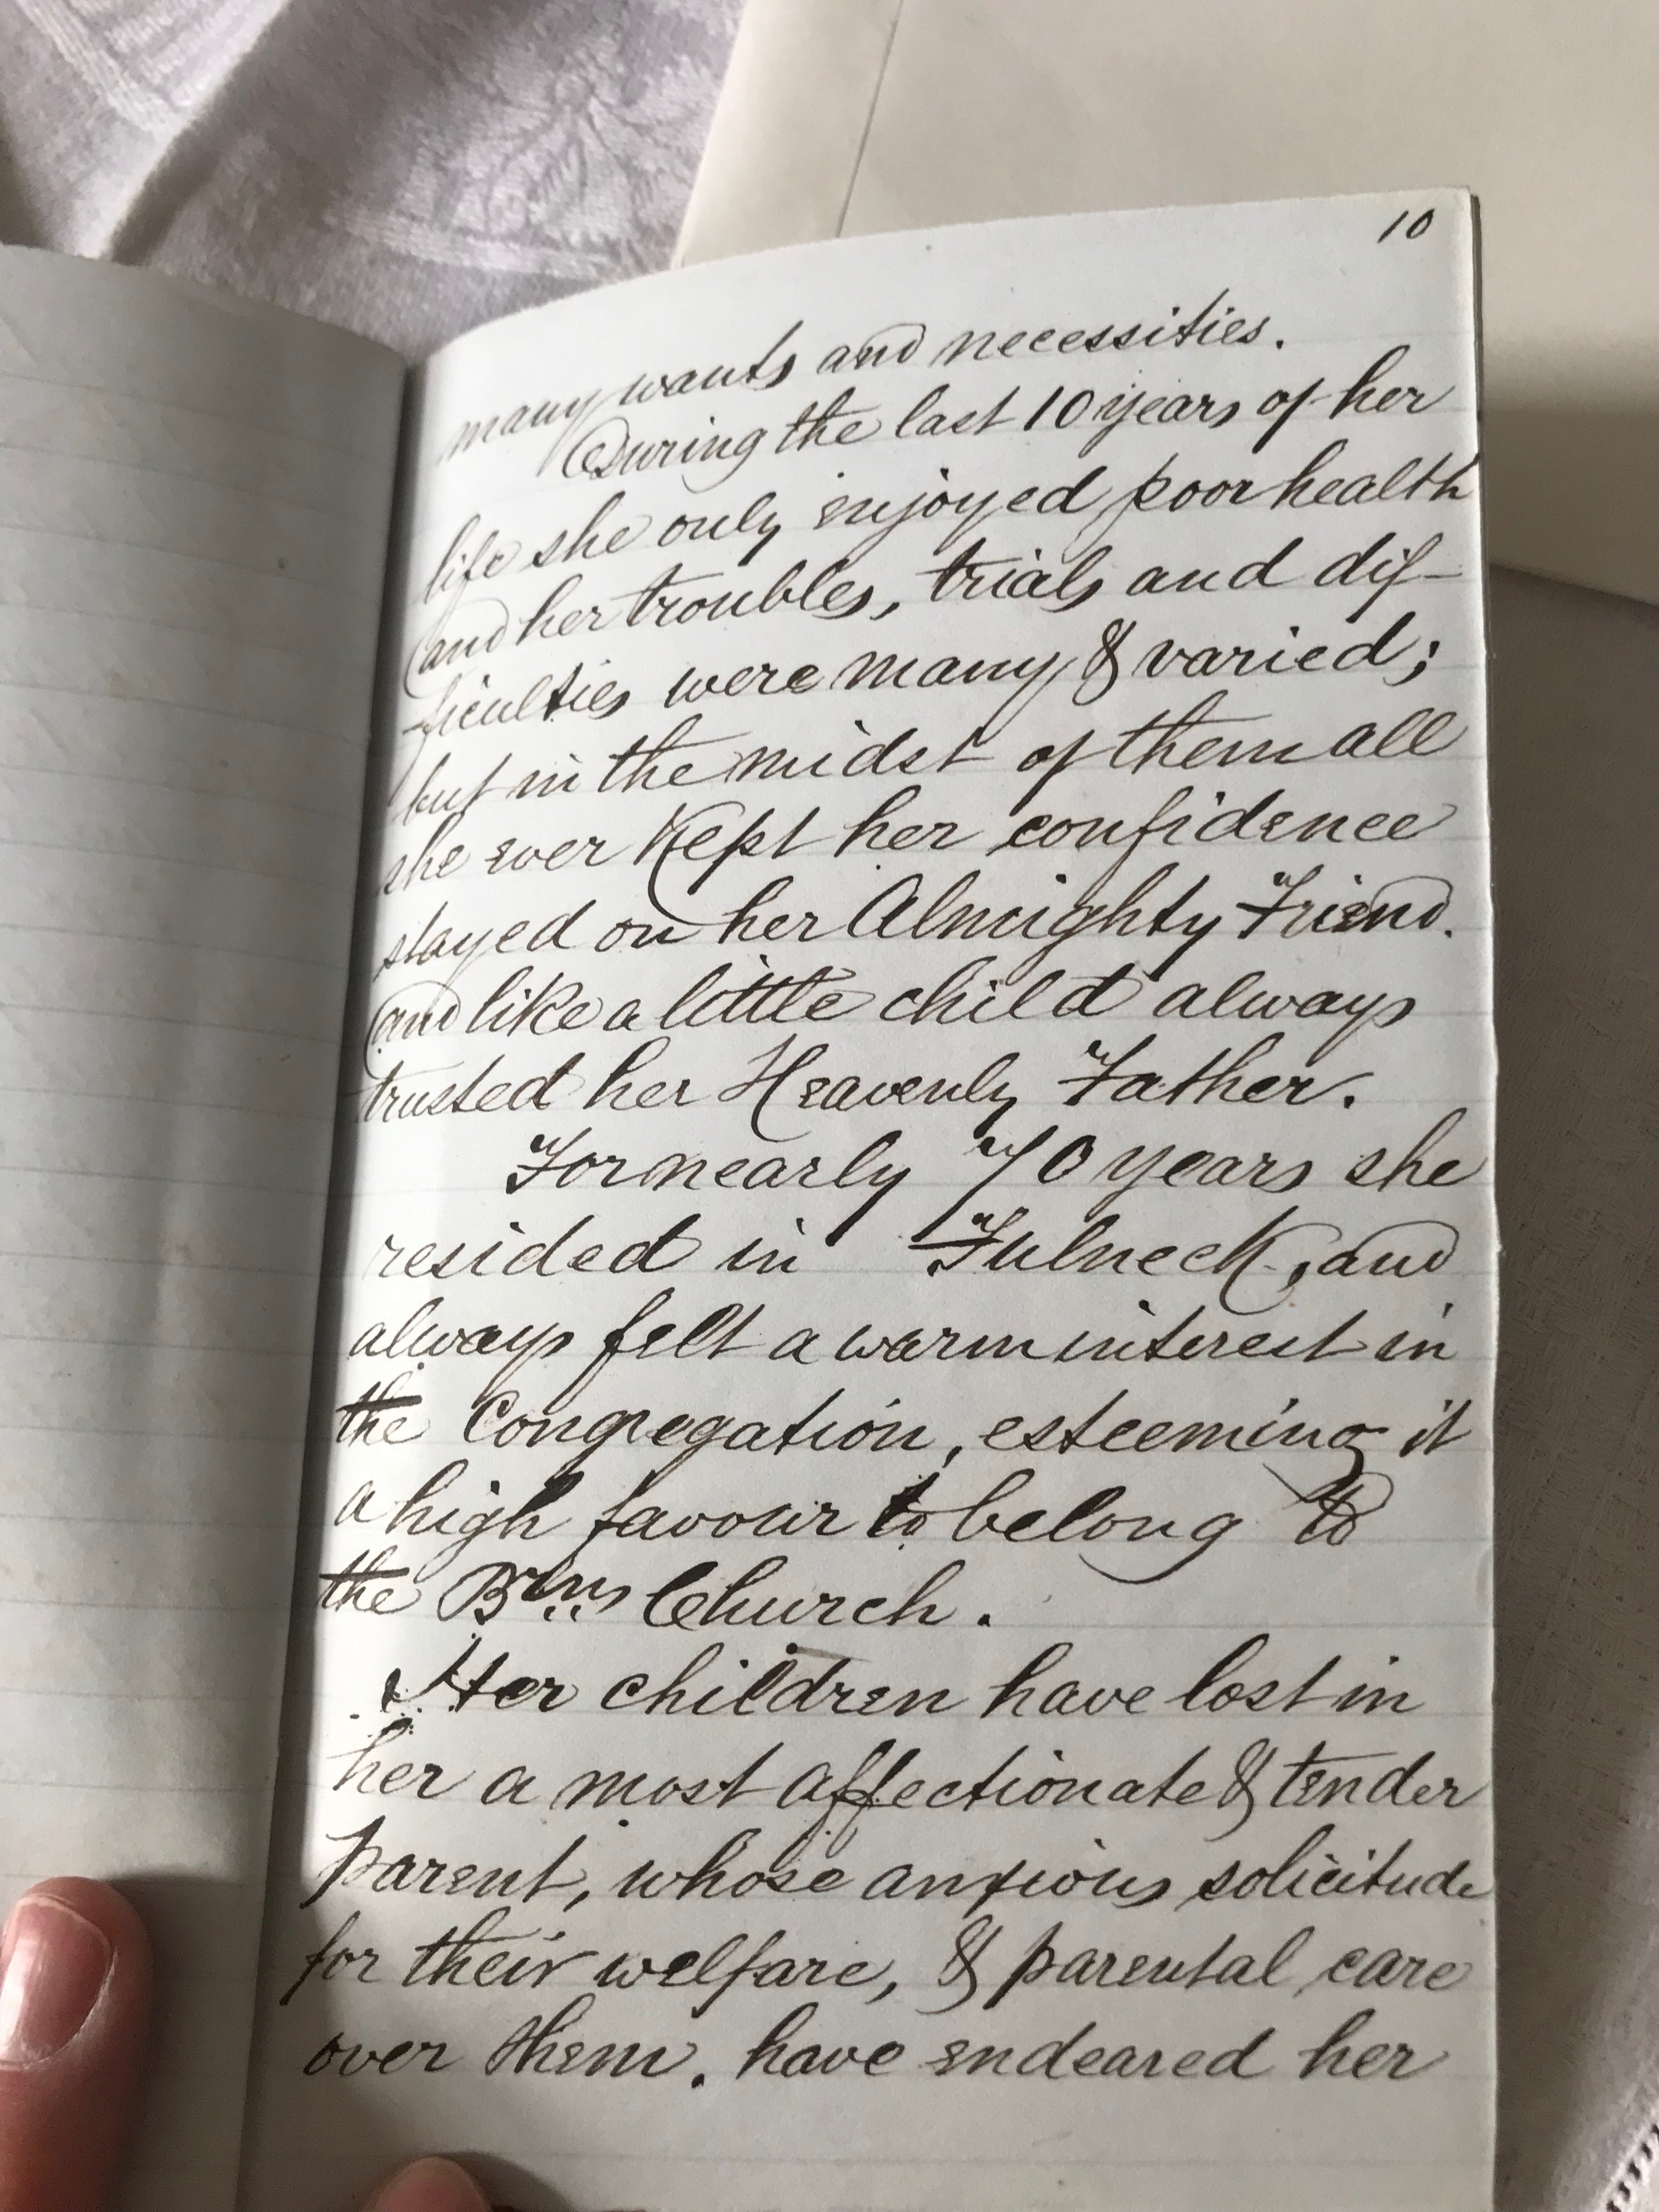 10
many wants and necessities.
During the last 10 years of her
life she only enjoyed poor health
and her troubles, trials and dif-
ficulties were many & varied;
but in the midst of them all
she ever kept her confidence
stayed on her Almighty Friend.
and like a little child always
trusted her Heavenly Father.
For nearly 70 years she
resided in Fulneck, and
always felt a warm interest in
the Congregation, esteeming it
a high favour to belong to
the Brns Church.
Her children have lost in
her a most affectionate & tender
parent, whose anxious solicitude
for their welfare, & parental care
over them. have endeared her